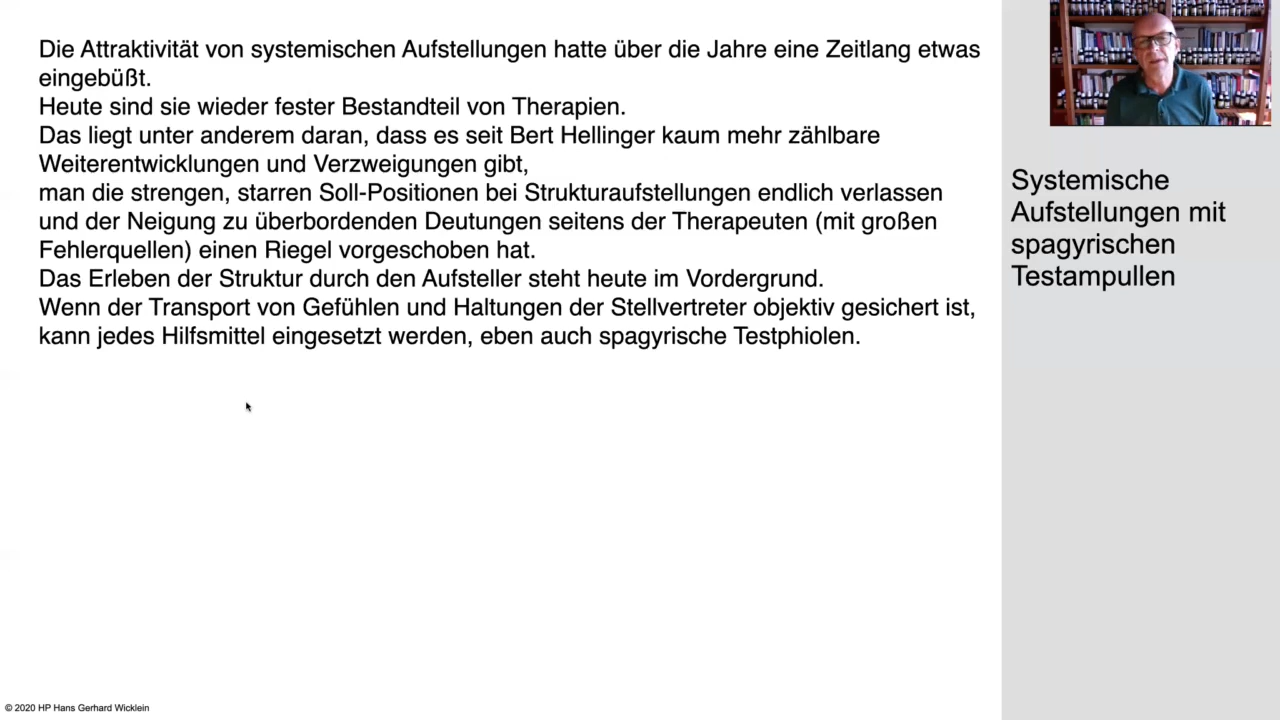 Die Attraktivität von systemischen Aufstellungen hatte über die Jahre eine Zeitlang etwas
eingebüßt.
Heute sind sie wieder fester Bestandteil von Therapien.
Das liegt unter anderem daran, dass es seit Bert Hellinger kaum mehr zählbare
Weiterentwicklungen und Verzweigungen gibt,
man die strengen, starren Soll-Positionen bei Strukturaufstellungen endlich verlassen
und der Neigung zu überbordenden Deutungen seitens der Therapeuten (mit großen
Fehlerquellen) einen Riegel vorgeschoben hat.
Das Erleben der Struktur durch den Aufsteller steht heute im Vordergrund.
Wenn der Transport von Gefühlen und Haltungen der Stellvertreter objektiv gesichert ist,
kann jedes Hilfsmittel eingesetzt werden, eben auch spagyrische Testphiolen.
Systemische
Aufstellungen mit
spagyrischen
Testampullen
© 2020 HP Hans Gerhard Wicklein